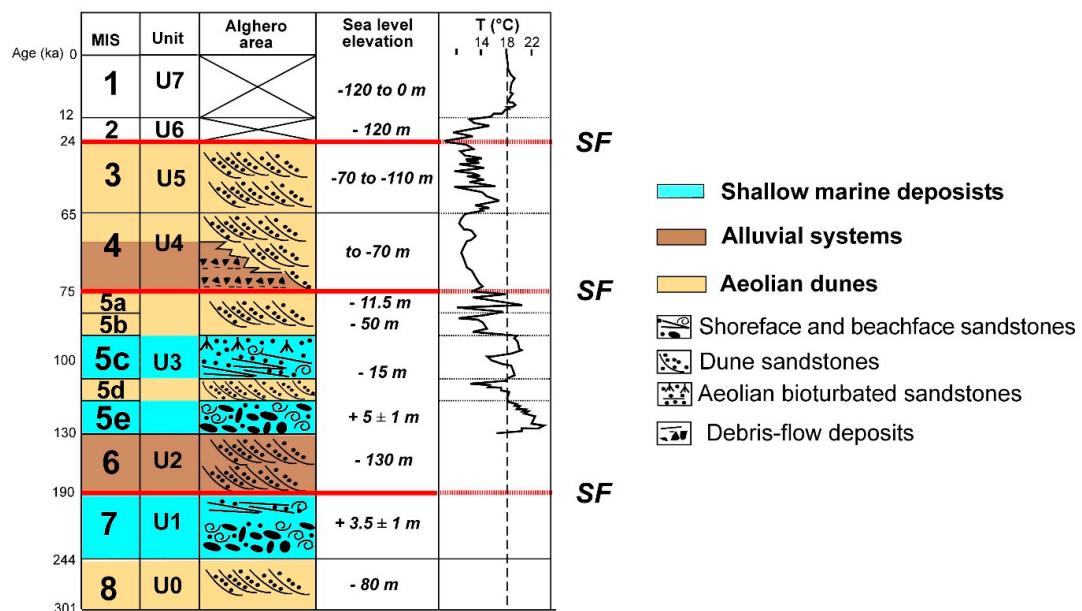 MIS Unit Alghero area Sea level elevation T (°C)
14 18 22
Age (ka) 0
1 U7 -120 to 0 m
12
2 U6 - 120 m
24 SF
3 U5 -70 to -110 m
65
4 U4 to -70 m
75 SF
5a - 11.5 m
5b - 50 m
100 5c U3 - 15 m
5d
5e + 5 ± 1 m
130
6 U2 - 130 m
190 SF
7 U1 + 3.5 ± 1 m
244
8 U0 - 80 m
301
Shallow marine deposists
Alluvial systems
Aeolian dunes
Shoreface and beachface sandstones
Dune sandstones
Aeolian bioturbated sandstones
Debris-flow deposits